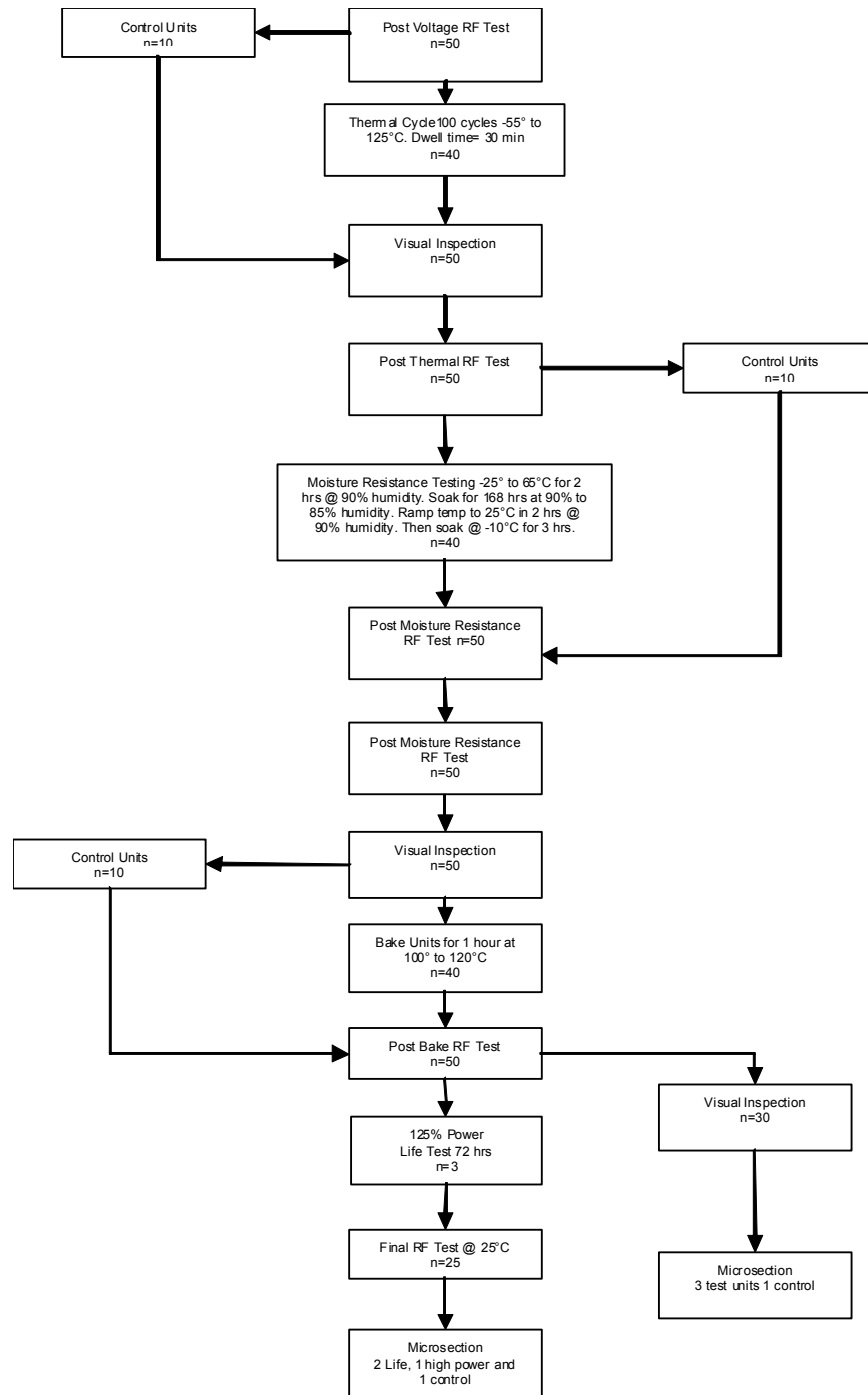 Control Units
n=10
Post Voltage RF Test
n=50
Thermal Cycle100 cycles -55° to
125°C. Dwell time= 30 min
n=40
Visual Inspection
n=50
Post Thermal RF Test
n=50
Control Units
n=10
Moisture Resistance Testing -25° to 65°C for 2
hrs @ 90% humidity. Soak for 168 hrs at 90% to
85% humidity. Ramp temp to 25°C in 2 hrs @
90% humidity. Then soak @ -10°C for 3 hrs.
n=40
Post Moisture Resistance
RF Test n=50
Post Moisture Resistance
RF Test
n=50
Control Units
n=10
Visual Inspection
n=50
Bake Units for 1 hour at
100° to 120°C
n=40
Post Bake RF Test
n=50
Visual Inspection
n=30
125% Power
Life Test 72 hrs
n=3
Final RF Test @ 25°C
n=25
Microsection
3 test units 1 control
Microsection
2 Life, 1 high power and
1 control